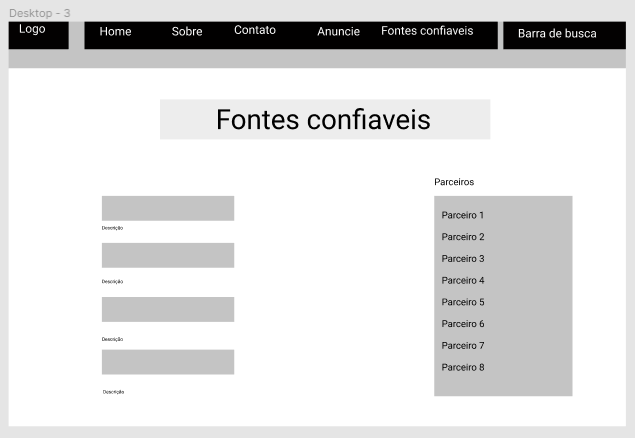 Desktop - 3
Logo
Home
Sobre
Contato
Anuncie
Fontes confiaveis
Barra de busca
Fontes confiaveis
Descrição
Descrição
Descrição
Descrição
Parceiros
Parceiro 1
Parceiro 2
Parceiro 3
Parceiro 4
Parceiro 5
Parceiro 6
Parceiro 7
Parceiro 8